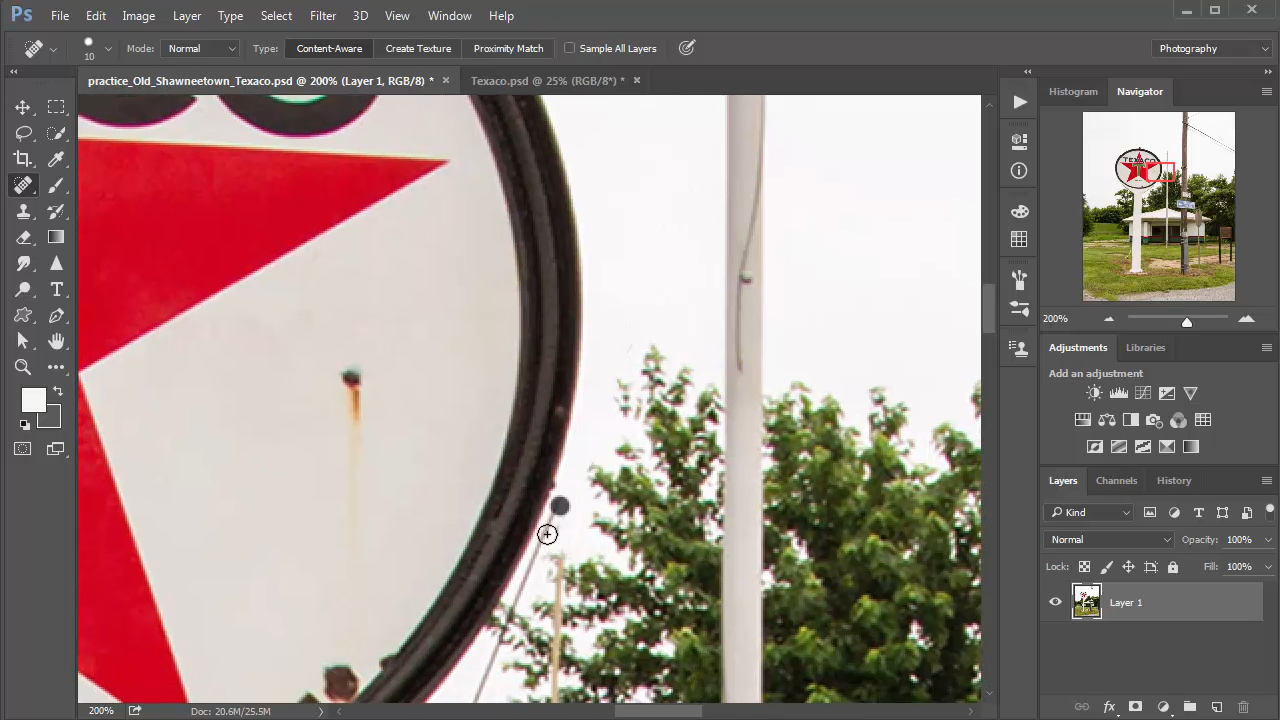 Ps File Edit Image Layer Type Select Filter 3D View Window Help
10 Mode: Normal Type: Content-Aware Create Texture Proximity Match Sample All Layers Photography
practice_Old_Shawneetown_Texaco.psd @ 200% (Layer 1, RGB/8) * Texaco.psd @ 25% (RGB/8*) *
Histogram Navigator
TEXACO
200%
Adjustments Libraries
Add an adjustment
Layers Channels History
Kind
Normal Opacity: 100%
Lock: Fill: 100%
Layer 1
200% Doc: 20.6M/25.5M
fx